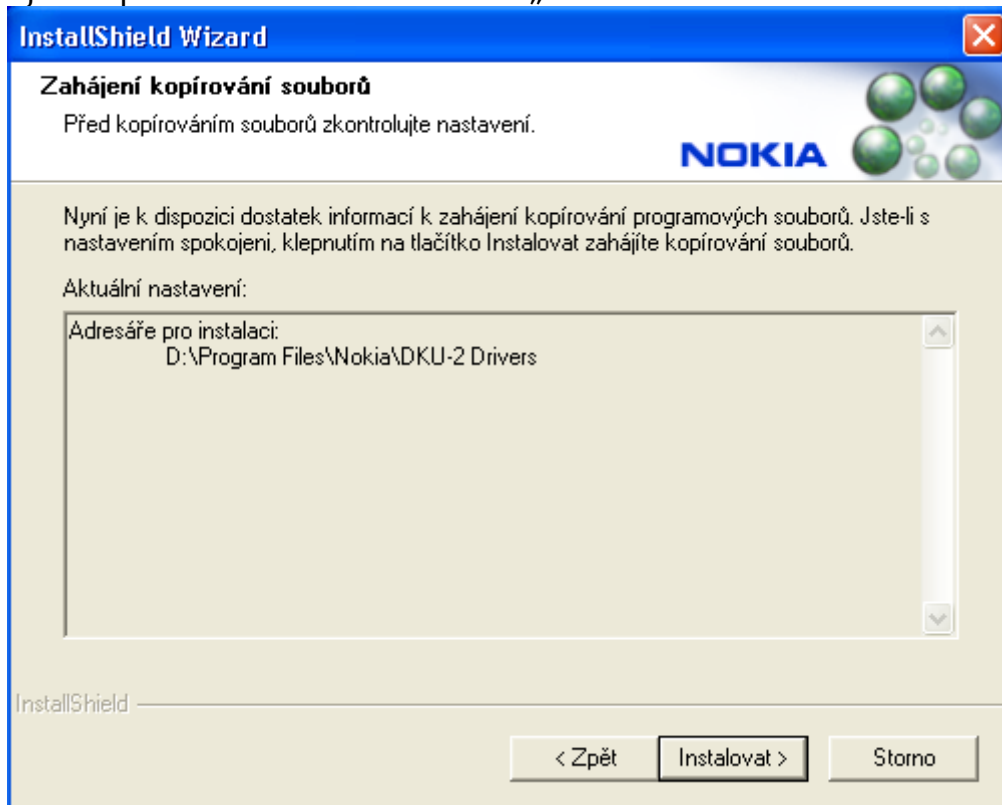 InstallShield Wizard
Zahájení kopírování souborů
Před kopírováním souborů zkontrolujte nastavení.
NOKIA
Nyní je k dispozici dostatek informací k zahájení kopírování programových souborů. Jste-li s
nastavením spokojeni, klepnutím na tlačítko Instalovat zahájíte kopírování souborů.
Aktuální nastavení:
Adresáře pro instalaci:
D:\Program Files\Nokia\DKU-2 Drivers
InstallShield
< Zpět
Instalovat >
Storno